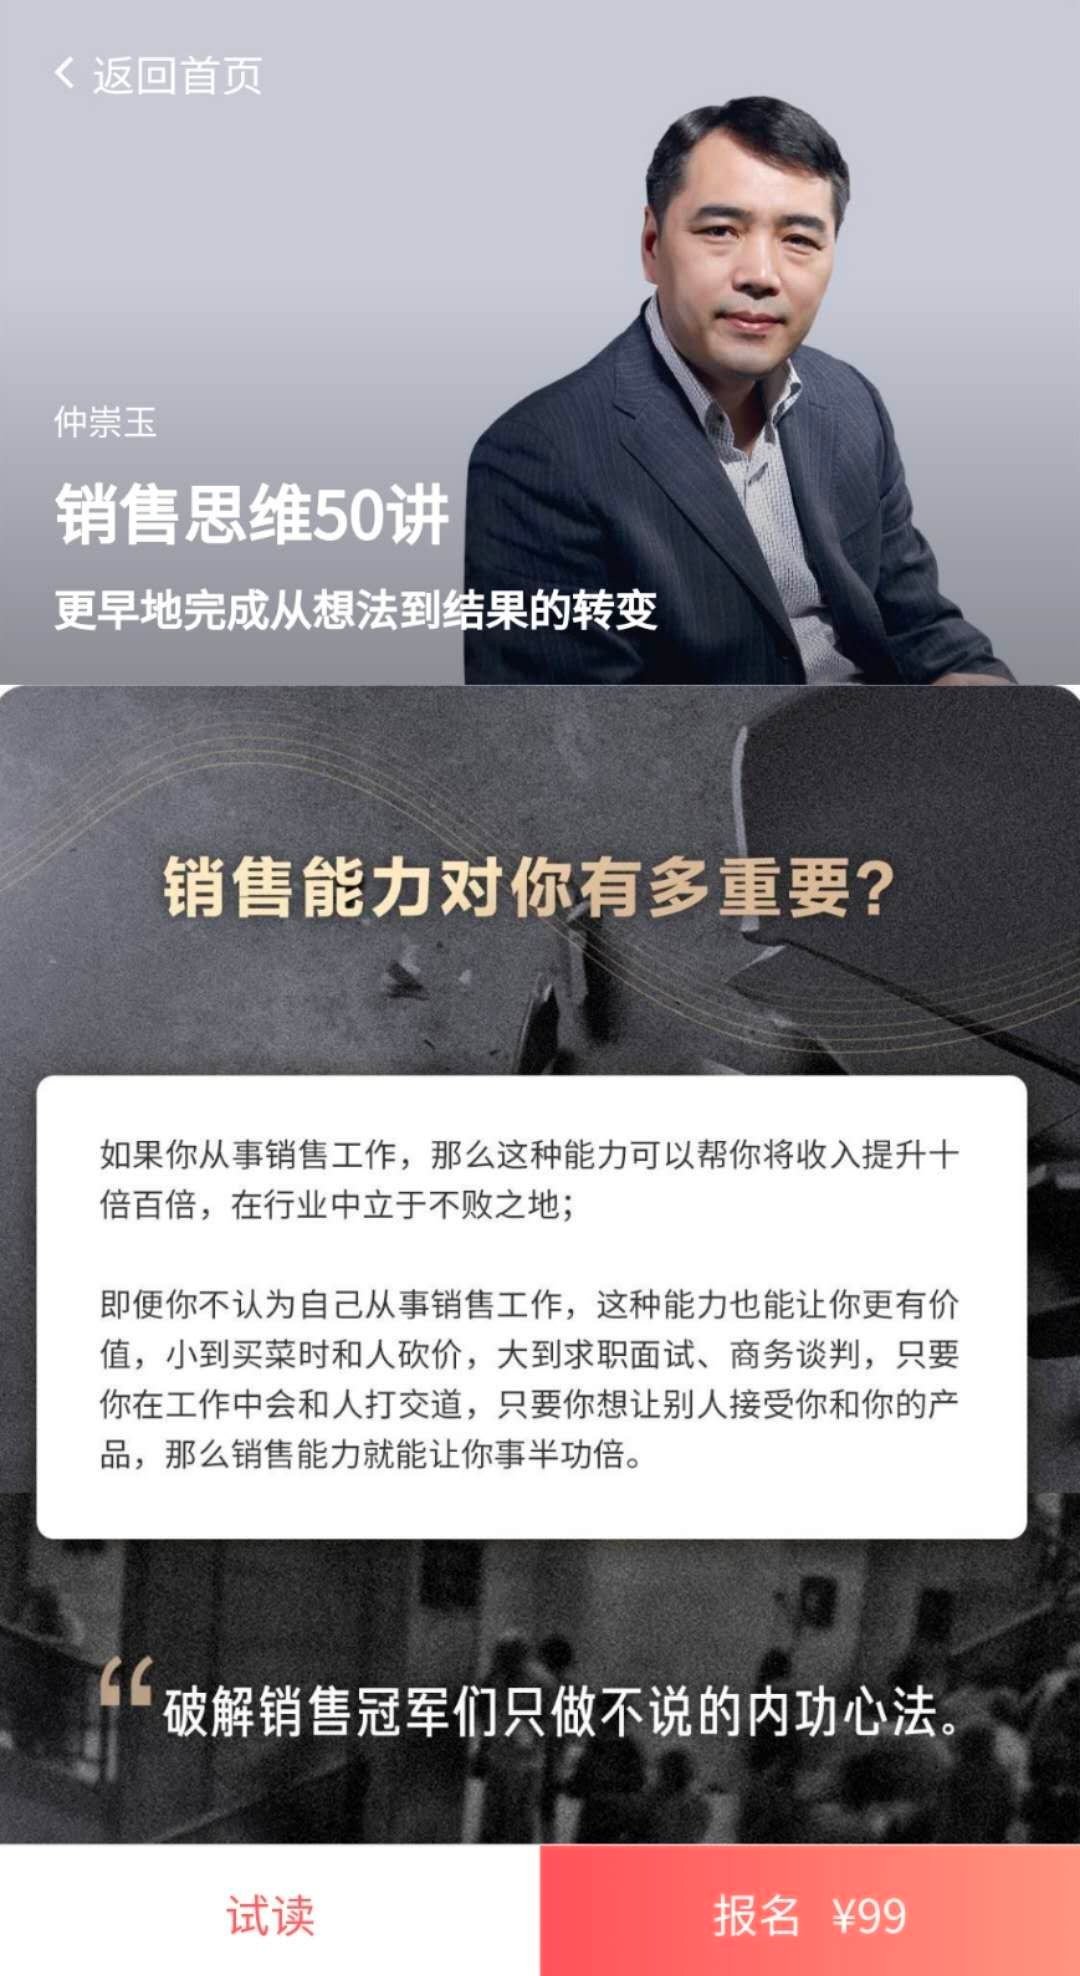 返回首页
仲崇玉
销售思维50讲
更早地完成从想法到结果的转变
销售能力对你有多重要?
如果你从事销售工作，那么这种能力可以帮你将收入提升十
倍百倍，在行业中立于不败之地；
即便你不认为自己从事销售工作，这种能力也能让你更有价
值，小到买菜时和人砍价，大到求职面试、商务谈判，只要
你在工作中会和人打交道，只要你想让别人接受你和你的产
品，那么销售能力就能让你事半功倍。
“破解销售冠军们只做不说的内功心法。
试读
报名 ¥99